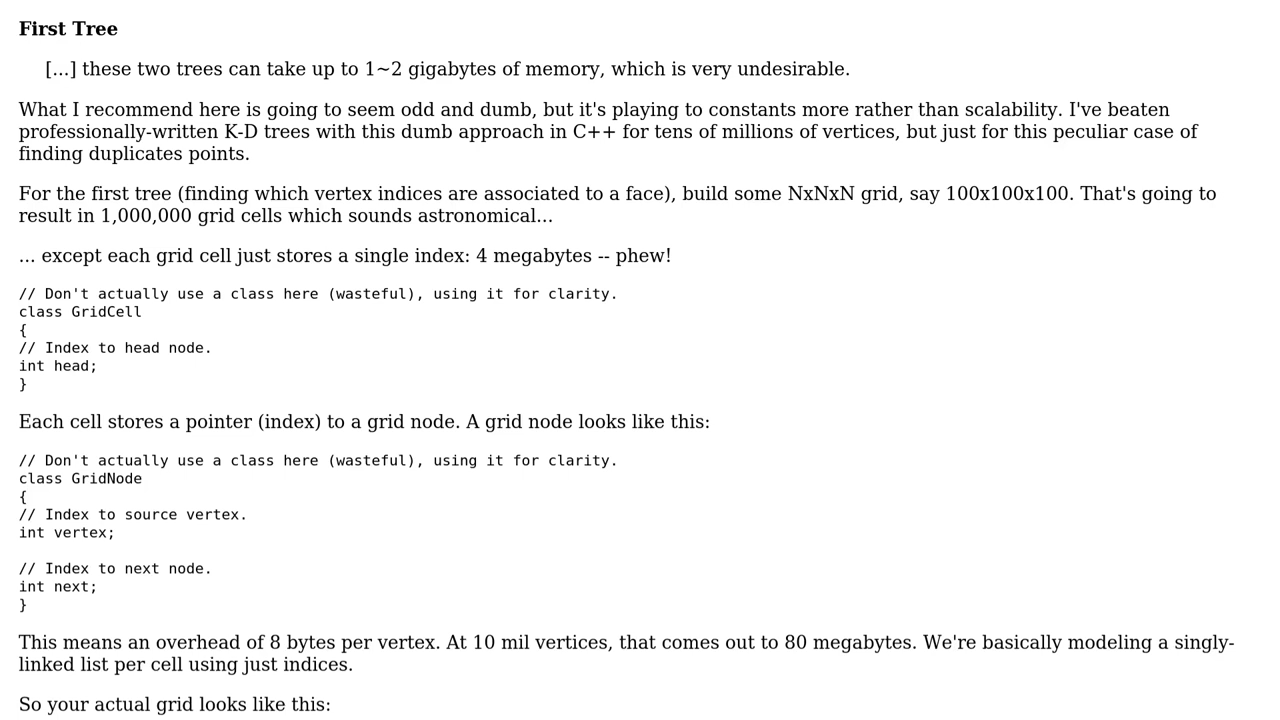 First Tree
[...] these two trees can take up to 1~2 gigabytes of memory, which is very undesirable.
What I recommend here is going to seem odd and dumb, but it's playing to constants more rather than scalability. I've beaten
professionally-written K-D trees with this dumb approach in C++ for tens of millions of vertices, but just for this peculiar case of
finding duplicates points.
For the first tree (finding which vertex indices are associated to a face), build some NxNxN grid, say 100x100x100. That's going to
result in 1,000,000 grid cells which sounds astronomical...
... except each grid cell just stores a single index: 4 megabytes -- phew!
// Don't actually use a class here (wasteful), using it for clarity.
class GridCell
{
// Index to head node.
int head;
}
Each cell stores a pointer (index) to a grid node. A grid node looks like this:
// Don't actually use a class here (wasteful), using it for clarity.
class GridNode
{
// Index to source vertex.
int vertex;
// Index to next node.
int next;
}
This means an overhead of 8 bytes per vertex. At 10 mil vertices, that comes out to 80 megabytes. We're basically modeling a singly-
linked list per cell using just indices.
So your actual grid looks like this: